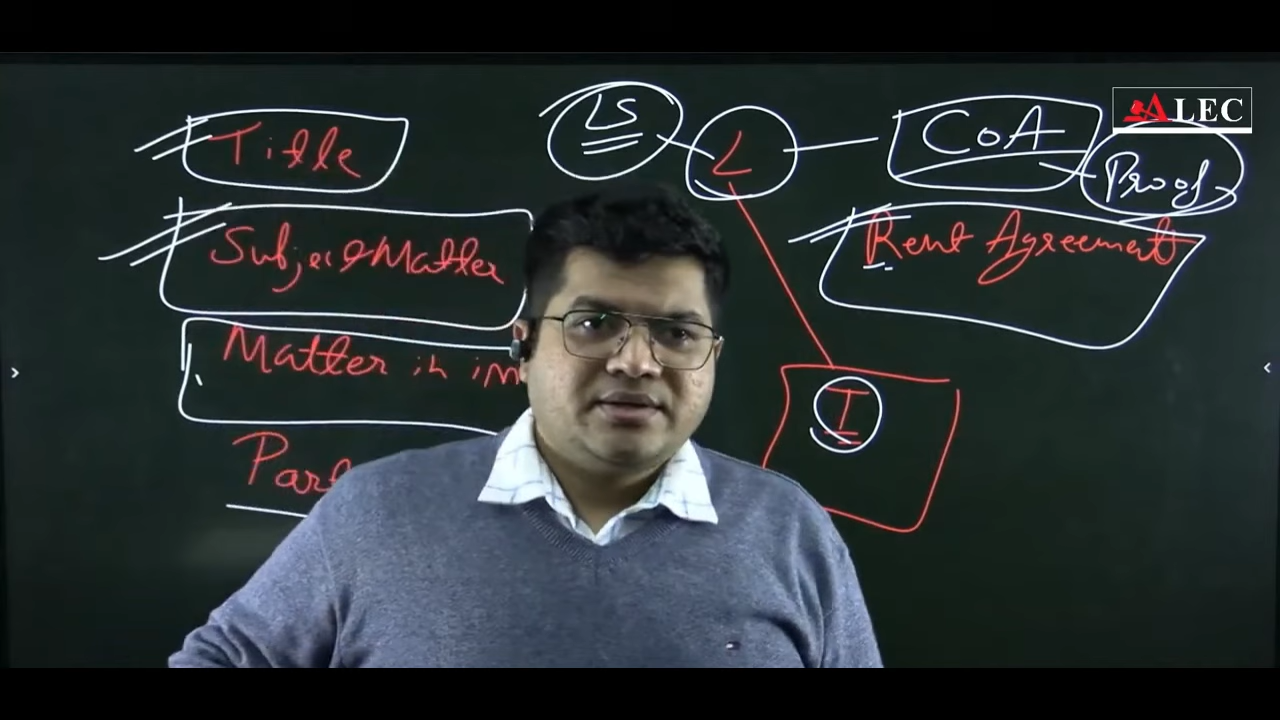 ALEC
LS L CoA
Proof
Title
Subject Matter
Rent Agreement
Matter in
I